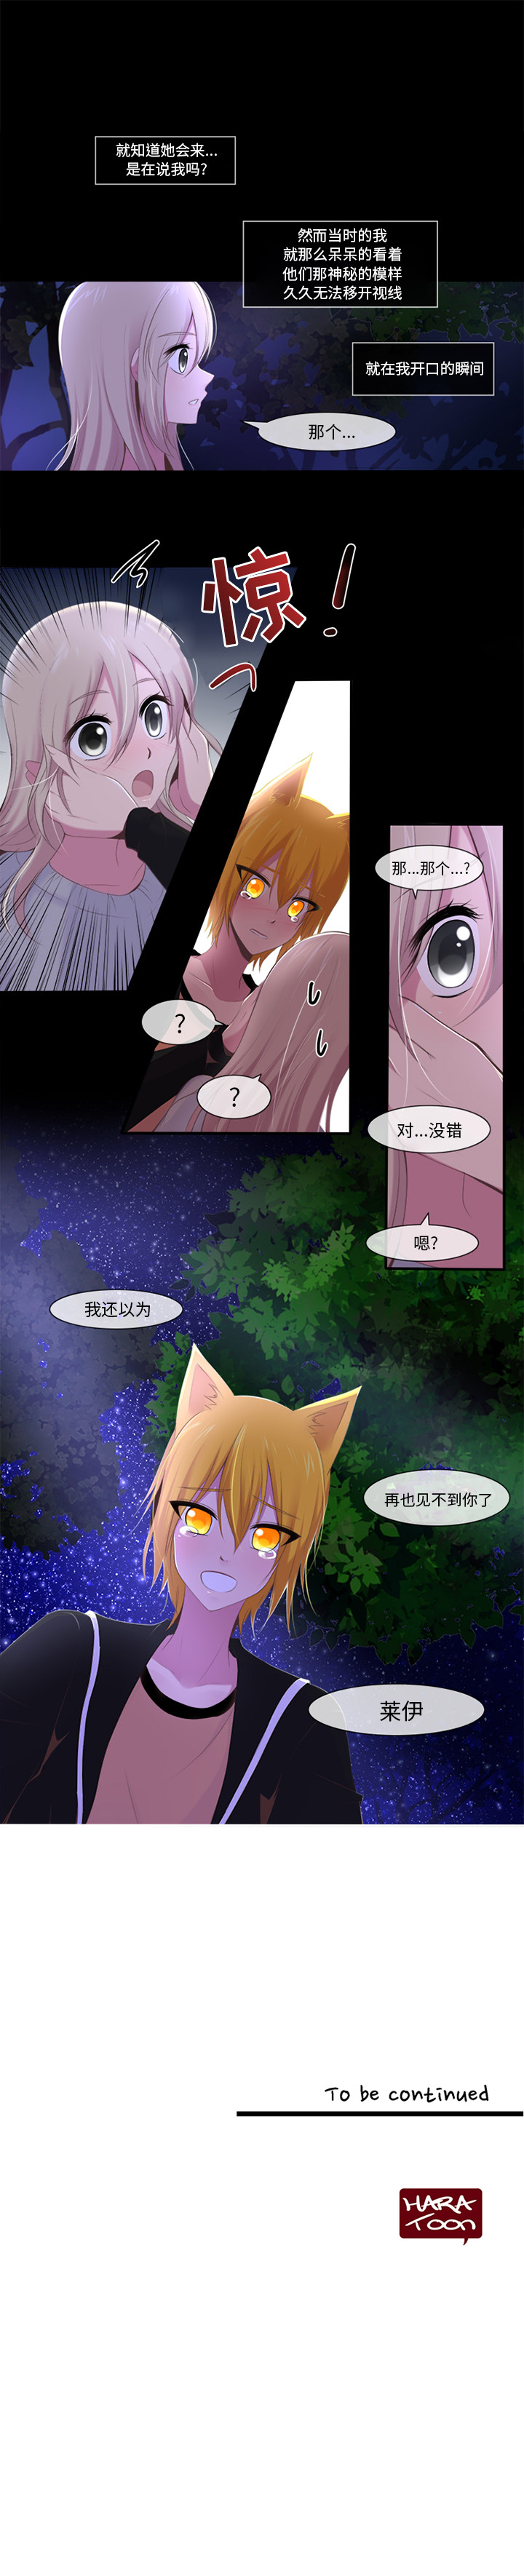 就知道她会来...
是在说我吗?
然而当时的我
就那么呆呆的看着
他们那神秘的模样
久久无法移开视线
就在我开口的瞬间
那个...
惊!
那...那个...?
?
?
对...没错
嗯?
我还以为
再也见不到你了
莱伊
To be continued
HARA
Toon